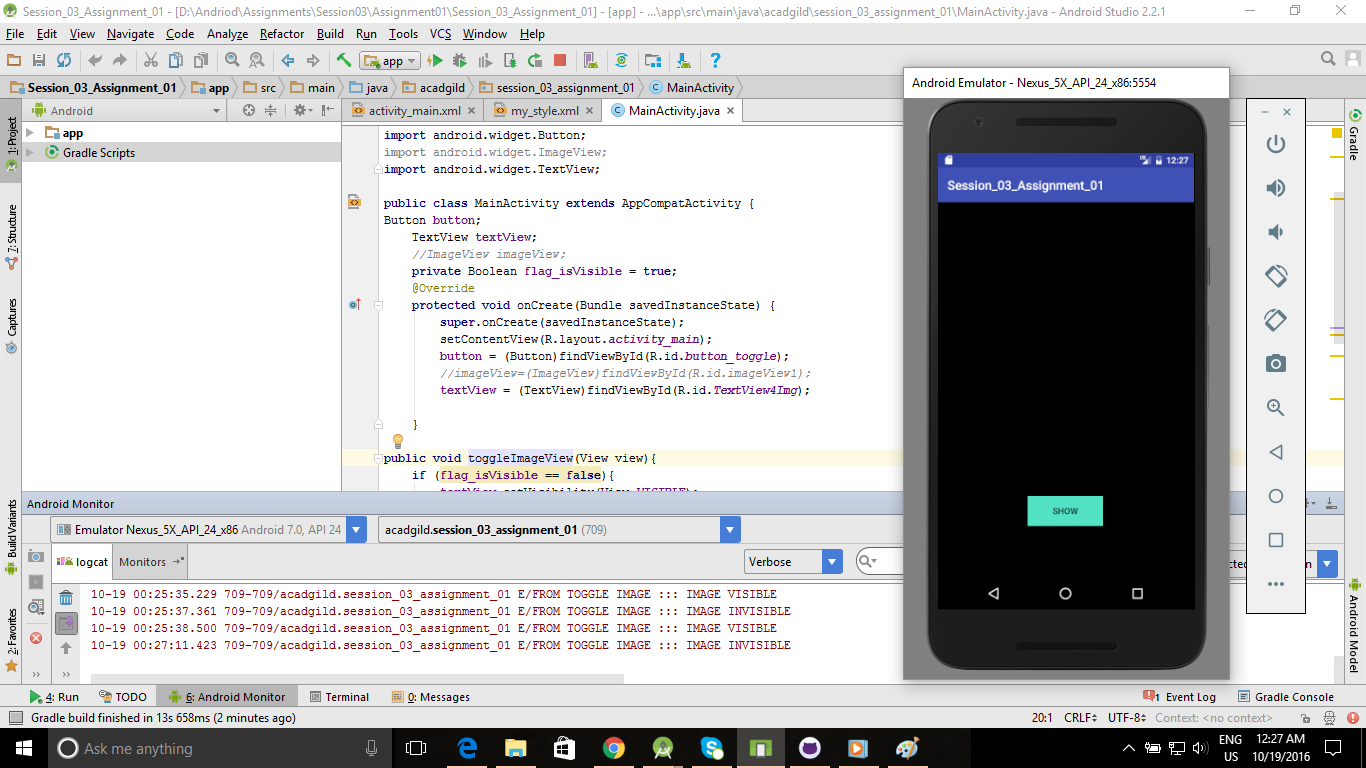 Session_03_Assignment_01 - [D:\Andriod\Assignments\Session03\Assignment01\Session_03_Assignment_01] - [app] - ...\app\src\main\java\acadgild\session_03_assignment_01\MainActivity.java - Android Studio 2.2.1
File Edit View Navigate Code Analyze Refactor Build Run Tools VCS Window Help
app
Session_03_Assignment_01 app src main java acadgild session_03_assignment_01 MainActivity
Android
activity_main.xml my_style.xml MainActivity.java
1: Project
7: Structure
Captures
Build Variants
2: Favorites
app
Gradle Scripts
import android.widget.Button;
import android.widget.ImageView;
import android.widget.TextView;
public class MainActivity extends AppCompatActivity {
Button button;
TextView textView;
//ImageView imageView;
private Boolean flag_isVisible = true;
@Override
protected void onCreate(Bundle savedInstanceState) {
super.onCreate(savedInstanceState);
setContentView(R.layout.activity_main);
button = (Button)findViewById(R.id.button_toggle);
//imageView=(ImageView)findViewById(R.id.imageView1);
textView = (TextView)findViewById(R.id.TextView4Img);
}
public void toggleImageView(View view){
if (flag_isVisible == false){
textView.setVisibility(View.VISIBLE);
Android Emulator - Nexus_5X_API_24_x86:5554
12:27
Session_03_Assignment_01
SHOW
Gradle
Android Model
Android Monitor
Emulator Nexus_5X_API_24_x86 Android 7.0, API 24
acadgild.session_03_assignment_01 (709)
logcat Monitors
Verbose
10-19 00:25:35.229 709-709/acadgild.session_03_assignment_01 E/FROM TOGGLE IMAGE ::: IMAGE VISIBLE
10-19 00:25:37.361 709-709/acadgild.session_03_assignment_01 E/FROM TOGGLE IMAGE ::: IMAGE INVISIBLE
10-19 00:25:38.500 709-709/acadgild.session_03_assignment_01 E/FROM TOGGLE IMAGE ::: IMAGE VISIBLE
10-19 00:27:11.423 709-709/acadgild.session_03_assignment_01 E/FROM TOGGLE IMAGE ::: IMAGE INVISIBLE
4: Run TODO 6: Android Monitor Terminal 0: Messages 1 Event Log Gradle Console
Gradle build finished in 13s 658ms (2 minutes ago) 20:1 CRLF UTF-8 Context: <no context>
Ask me anything
ENG 12:27 AM
US 10/19/2016